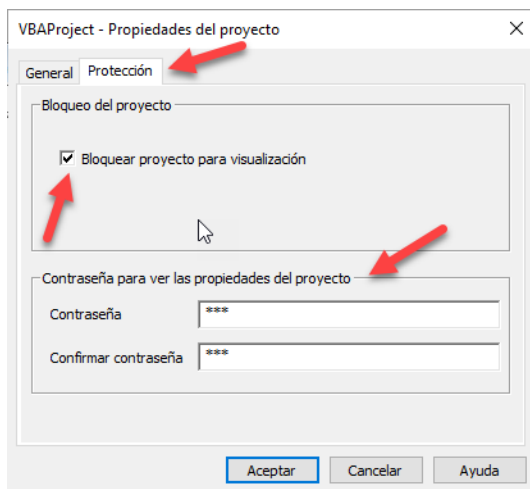 VBAProject - Propiedades del proyecto
General Protección
Bloqueo del proyecto
Bloquear proyecto para visualización
Contraseña para ver las propiedades del proyecto
Contraseña ***
Confirmar contraseña ***
Aceptar Cancelar Ayuda